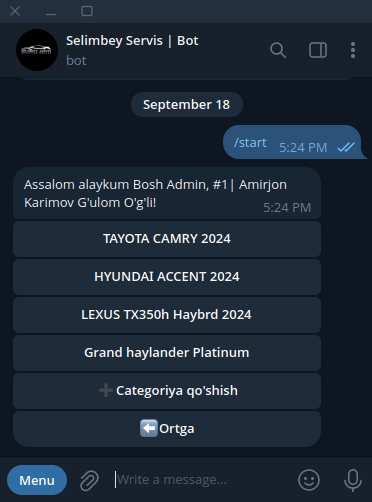 Selimbey Servis | Bot
bot
September 18
/start 5:24 PM
Assalom alaykum Bosh Admin, #1| Amirjon
Karimov G'ulom O'g'li!
5:24 PM
TAYOTA CAMRY 2024
HYUNDAI ACCENT 2024
LEXUS TX350h Haybrd 2024
Grand haylander Platinum
➕Categoriya qo'shish
⬅️Ortga
Menu
Write a message...